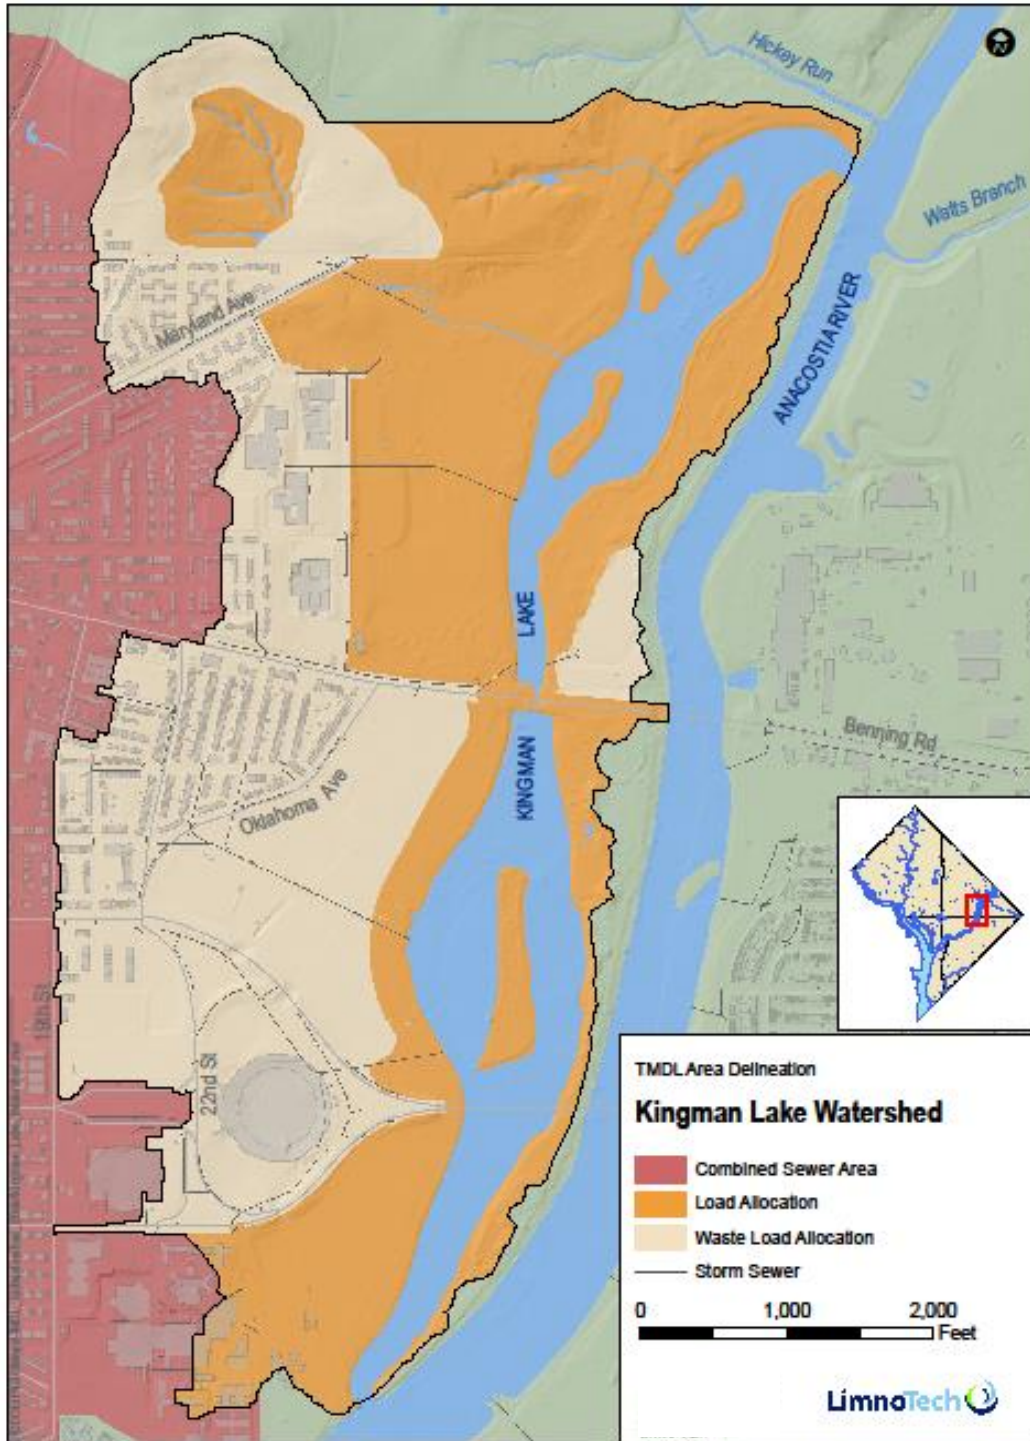 Hickey Run
Watts Branch
Maryland Ave
ANACOSTIA RIVER
LAKE
KINGMAN
Benning Rd
Oklahoma Ave
19th St
22nd St
TMDL Area Delineation
Kingman Lake Watershed
Combined Sewer Area
Load Allocation
Waste Load Allocation
Storm Sewer
0 1,000 2,000
Feet
LimnoTech